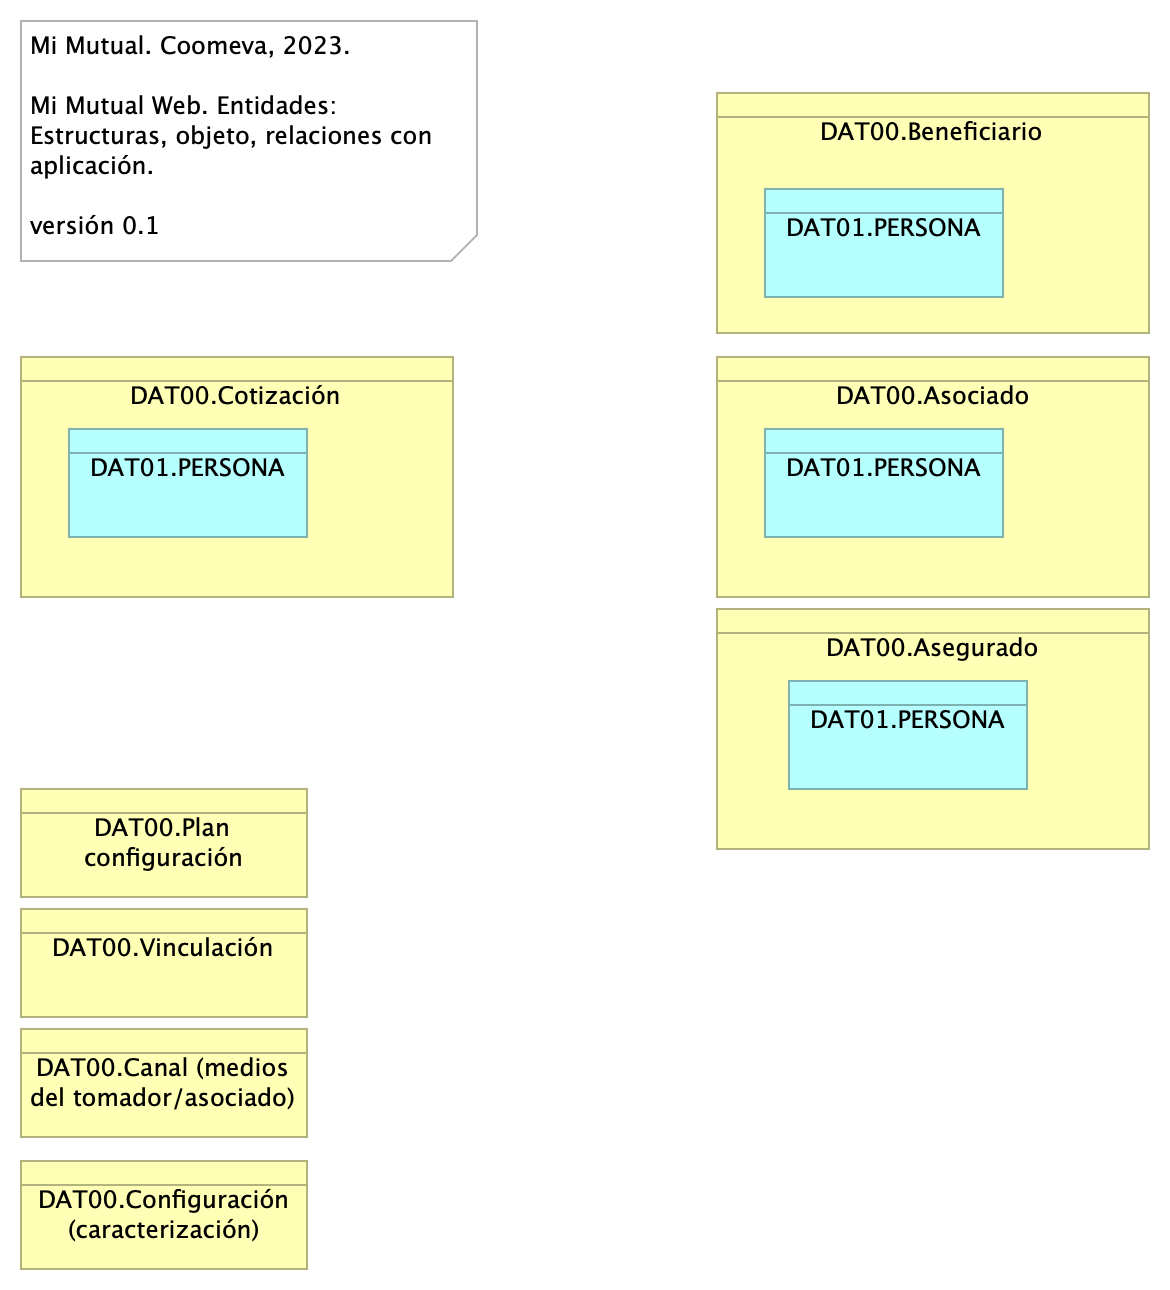 Mi Mutual. Coomeva, 2023.
Mi Mutual Web. Entidades:
Estructuras, objeto, relaciones con
aplicación.
versión 0.1
DAT00.Beneficiario
DAT01.PERSONA
DAT00.Cotización
DAT01.PERSONA
DAT00.Asociado
DAT01.PERSONA
DAT00.Asegurado
DAT01.PERSONA
DAT00.Plan
configuración
DAT00.Vinculación
DAT00.Canal (medios
del tomador/asociado)
DAT00.Configuración
(caracterización)